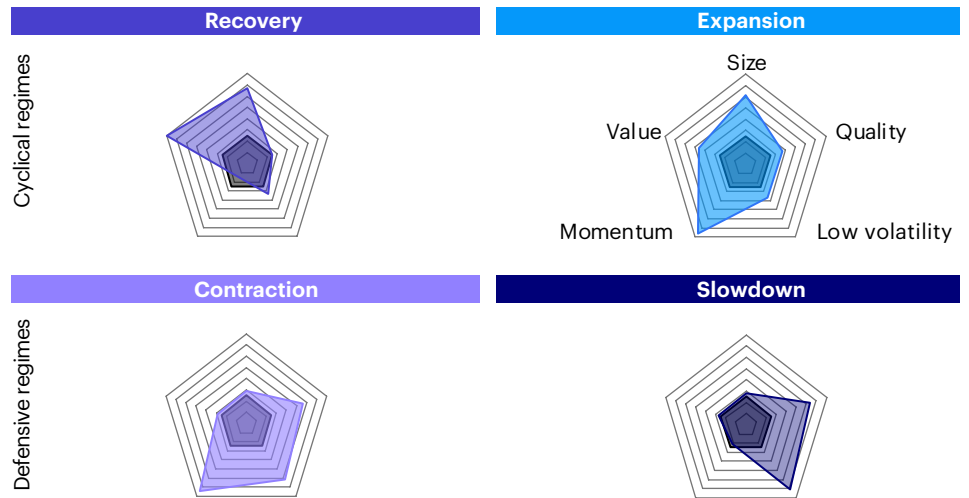 Recovery
Expansion
Cyclical regimes
Size
Value
Quality
Momentum
Low volatility
Contraction
Slowdown
Defensive regimes